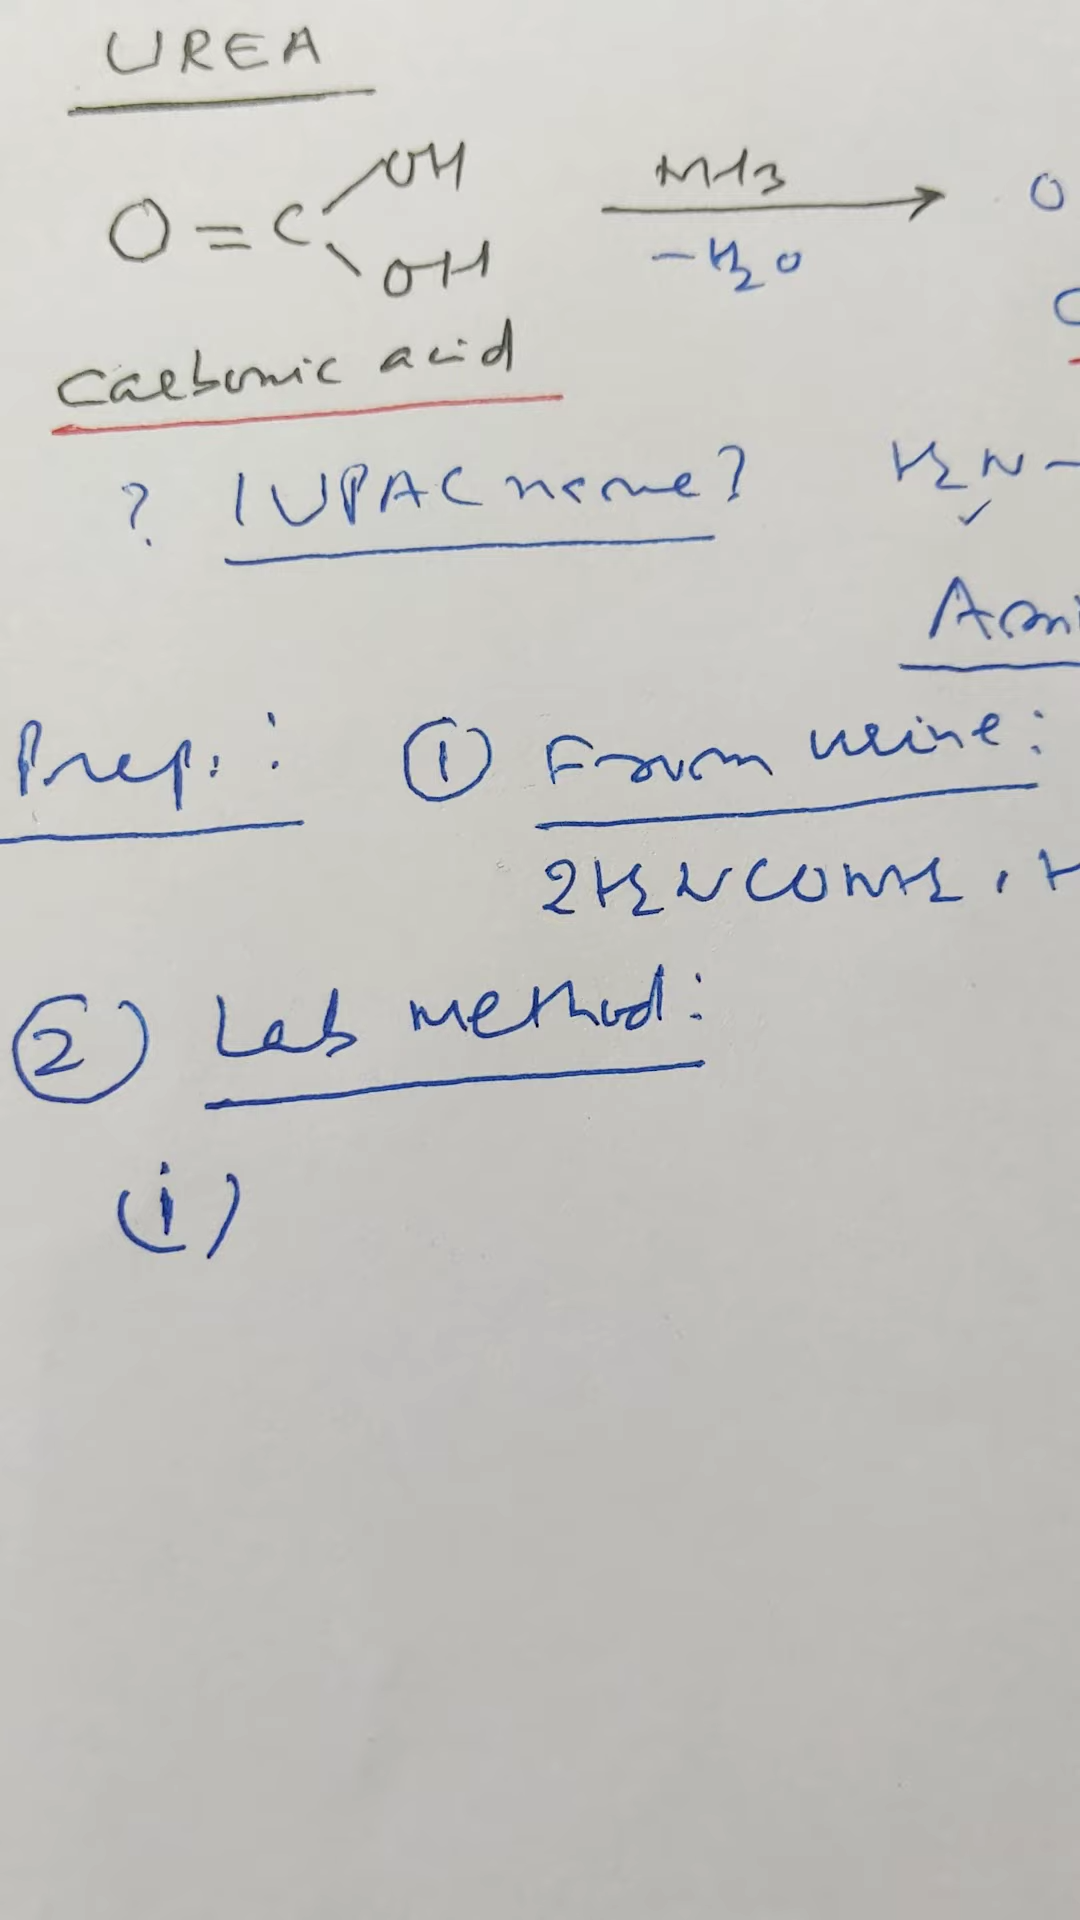 UREA
O=C OH OH NH3 -H2O O
Carbonic acid C
? IUPAC name? H2N-
Ami
Prep.: ① From urine:
2H2NCONH2, H
② Lab method:
(i)